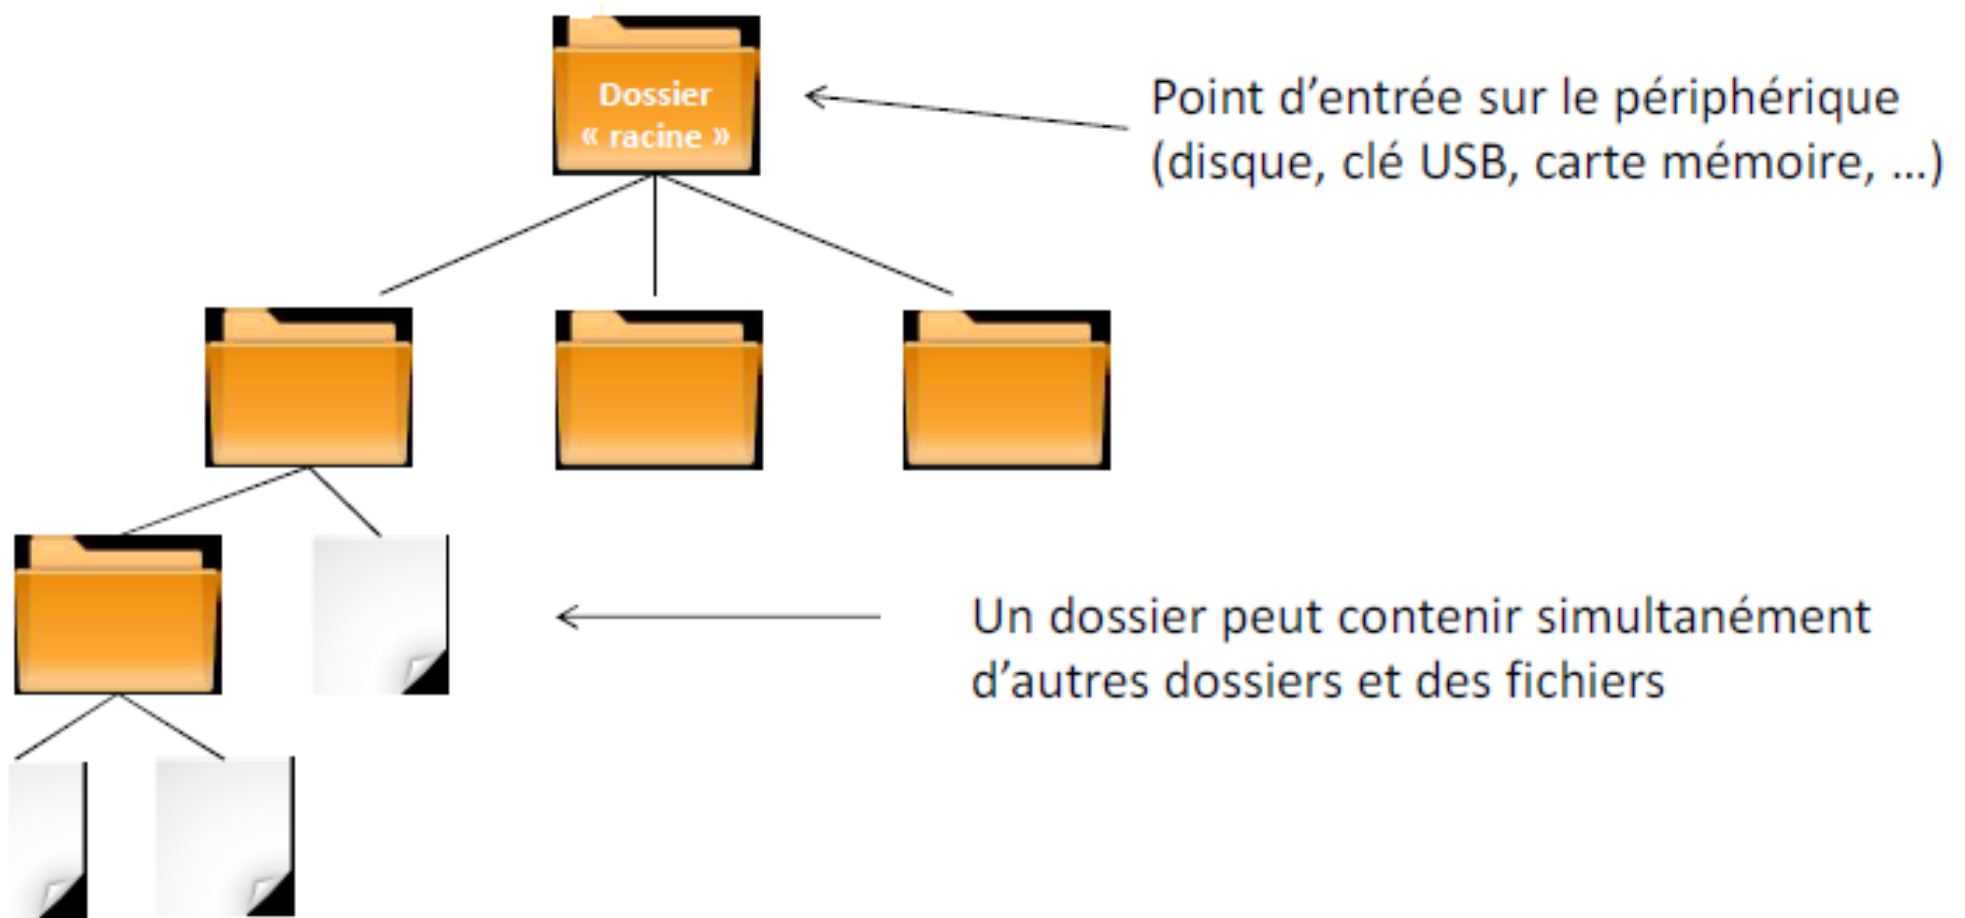 Dossier
« racine »
Point d’entrée sur le périphérique
(disque, clé USB, carte mémoire, ...)
Un dossier peut contenir simultanément
d’autres dossiers et des fichiers